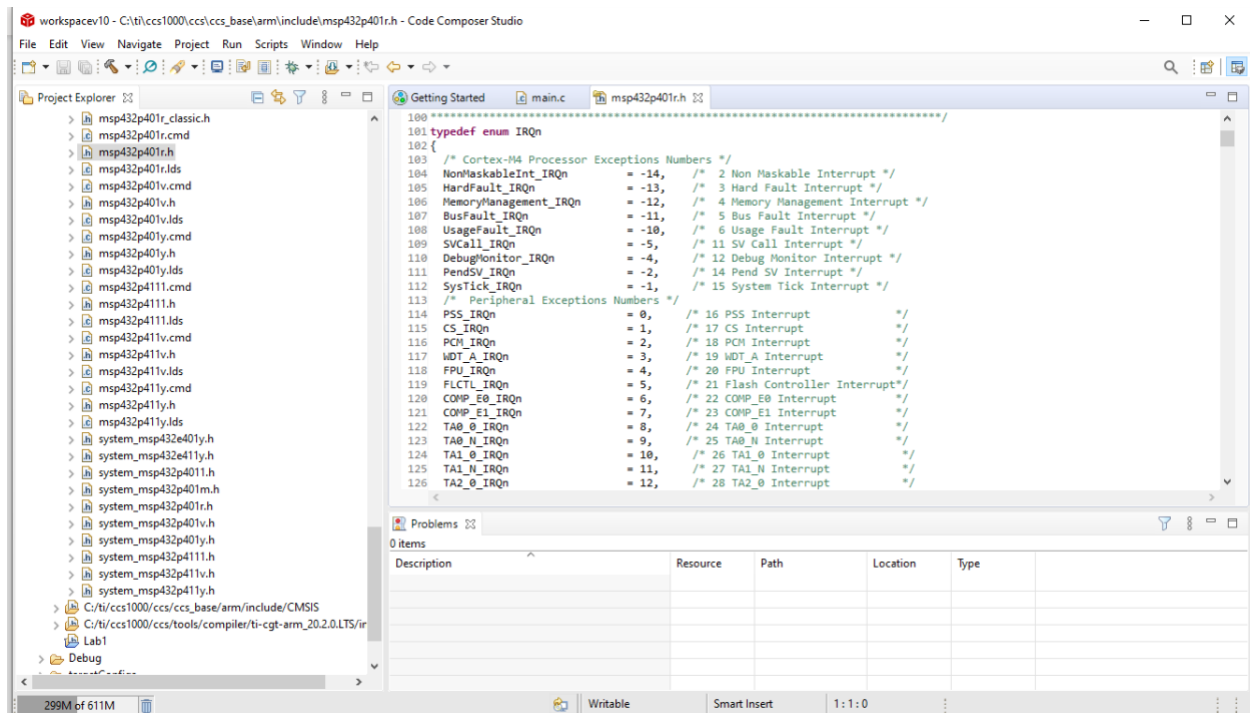 workspacev10 - C:\ti\ccs1000\ccs\ccs_base\arm\include\msp432p401r.h - Code Composer Studio
File Edit View Navigate Project Run Scripts Window Help
Project Explorer
msp432p401r_classic.h
msp432p401r.cmd
msp432p401r.h
msp432p401r.lds
msp432p401v.cmd
msp432p401v.h
msp432p401v.lds
msp432p401y.cmd
msp432p401y.h
msp432p401y.lds
msp432p4111.cmd
msp432p4111.h
msp432p4111.lds
msp432p411v.cmd
msp432p411v.h
msp432p411v.lds
msp432p411y.cmd
msp432p411y.h
msp432p411y.lds
system_msp432e401y.h
system_msp432e411y.h
system_msp432p4011.h
system_msp432p401m.h
system_msp432p401r.h
system_msp432p401v.h
system_msp432p401y.h
system_msp432p4111.h
system_msp432p411v.h
system_msp432p411y.h
C:/ti/ccs1000/ccs/ccs_base/arm/include/CMSIS
C:/ti/ccs1000/ccs/tools/compiler/ti-cgt-arm_20.2.0.LTS/ir
Lab1
Debug
Getting Started main.c msp432p401r.h
100 ******************************************************************************/
101 typedef enum IRQn
102 {
103 /* Cortex-M4 Processor Exceptions Numbers */
104 NonMaskableInt_IRQn = -14, /* 2 Non Maskable Interrupt */
105 HardFault_IRQn = -13, /* 3 Hard Fault Interrupt */
106 MemoryManagement_IRQn = -12, /* 4 Memory Management Interrupt */
107 BusFault_IRQn = -11, /* 5 Bus Fault Interrupt */
108 UsageFault_IRQn = -10, /* 6 Usage Fault Interrupt */
109 SVCall_IRQn = -5, /* 11 SV Call Interrupt */
110 DebugMonitor_IRQn = -4, /* 12 Debug Monitor Interrupt */
111 PendSV_IRQn = -2, /* 14 Pend SV Interrupt */
112 SysTick_IRQn = -1, /* 15 System Tick Interrupt */
113 /* Peripheral Exceptions Numbers */
114 PSS_IRQn = 0, /* 16 PSS Interrupt */
115 CS_IRQn = 1, /* 17 CS Interrupt */
116 PCM_IRQn = 2, /* 18 PCM Interrupt */
117 WDT_A_IRQn = 3, /* 19 WDT_A Interrupt */
118 FPU_IRQn = 4, /* 20 FPU Interrupt */
119 FLCTL_IRQn = 5, /* 21 Flash Controller Interrupt*/
120 COMP_E0_IRQn = 6, /* 22 COMP_E0 Interrupt */
121 COMP_E1_IRQn = 7, /* 23 COMP_E1 Interrupt */
122 TA0_0_IRQn = 8, /* 24 TA0_0 Interrupt */
123 TA0_N_IRQn = 9, /* 25 TA0_N Interrupt */
124 TA1_0_IRQn = 10, /* 26 TA1_0 Interrupt */
125 TA1_N_IRQn = 11, /* 27 TA1_N Interrupt */
126 TA2_0_IRQn = 12, /* 28 TA2_0 Interrupt */
Problems
0 items
Description Resource Path Location Type
299M of 611M Writable Smart Insert 1:1:0